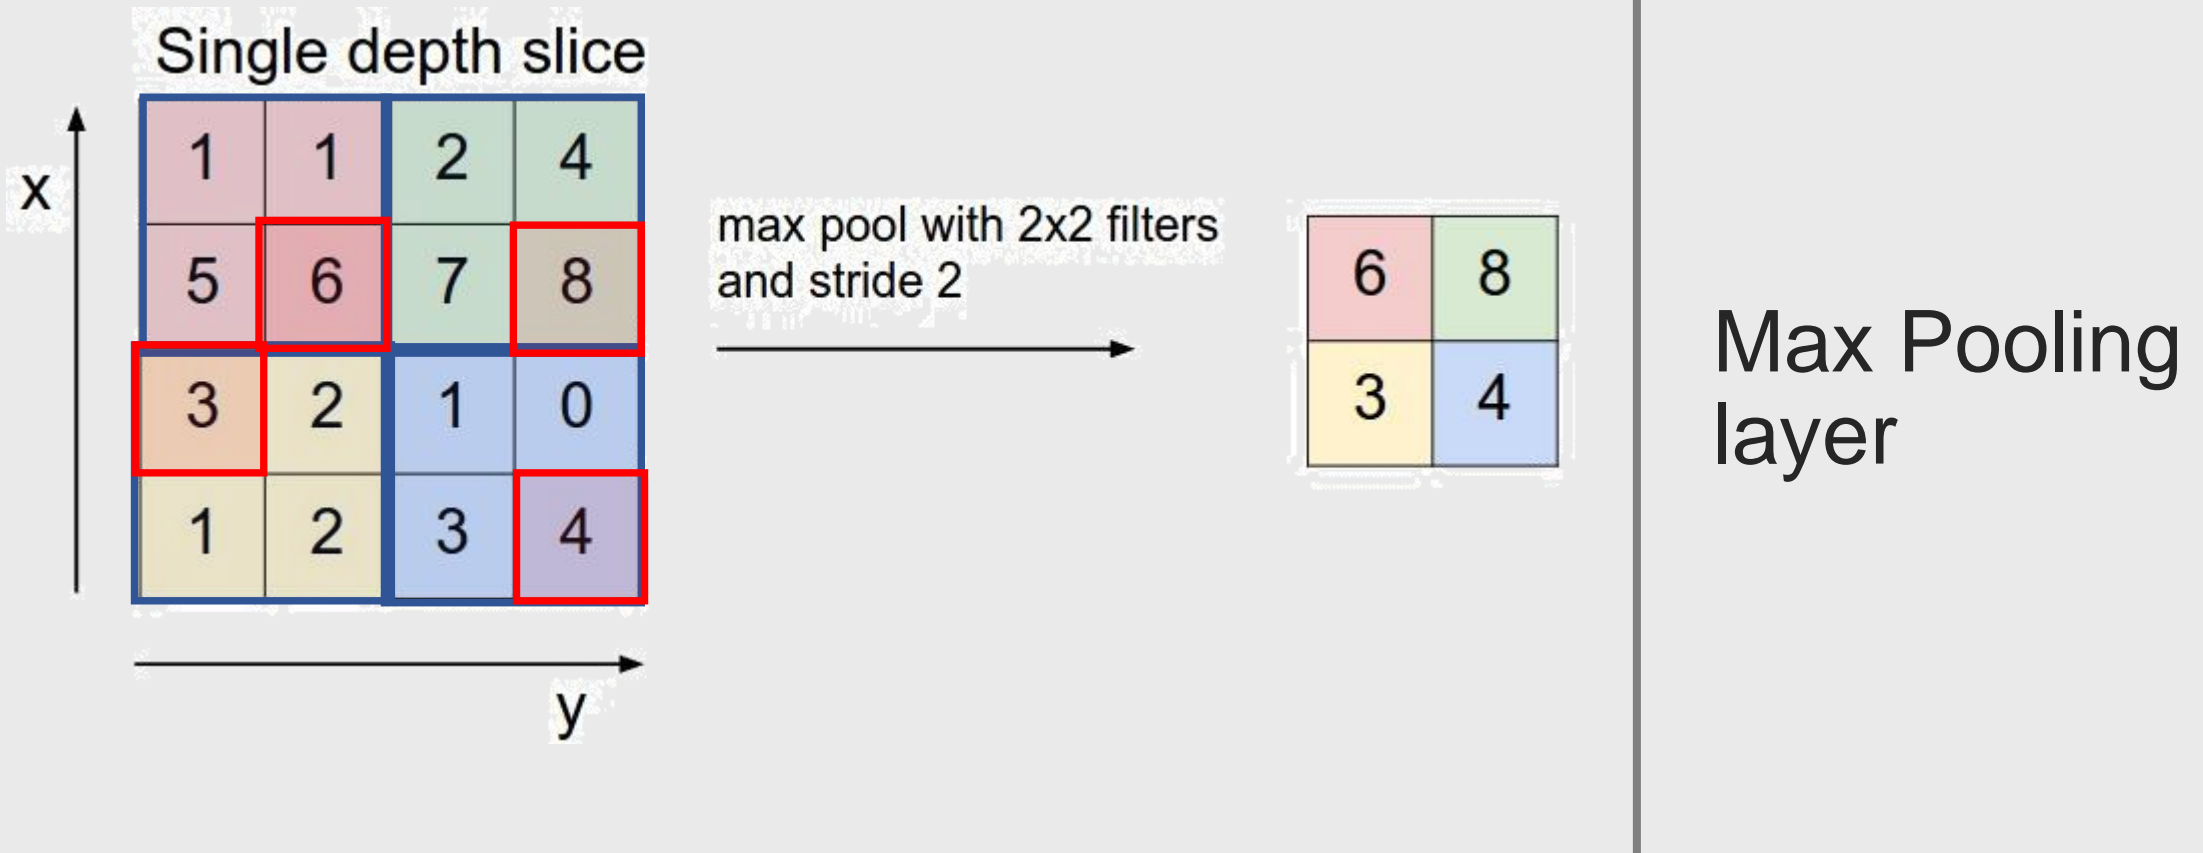 Single depth slice
x
1 1 2 4
5 6 7 8
3 2 1 0
1 2 3 4
y
max pool with 2x2 filters
and stride 2
6 8
3 4
Max Pooling
layer